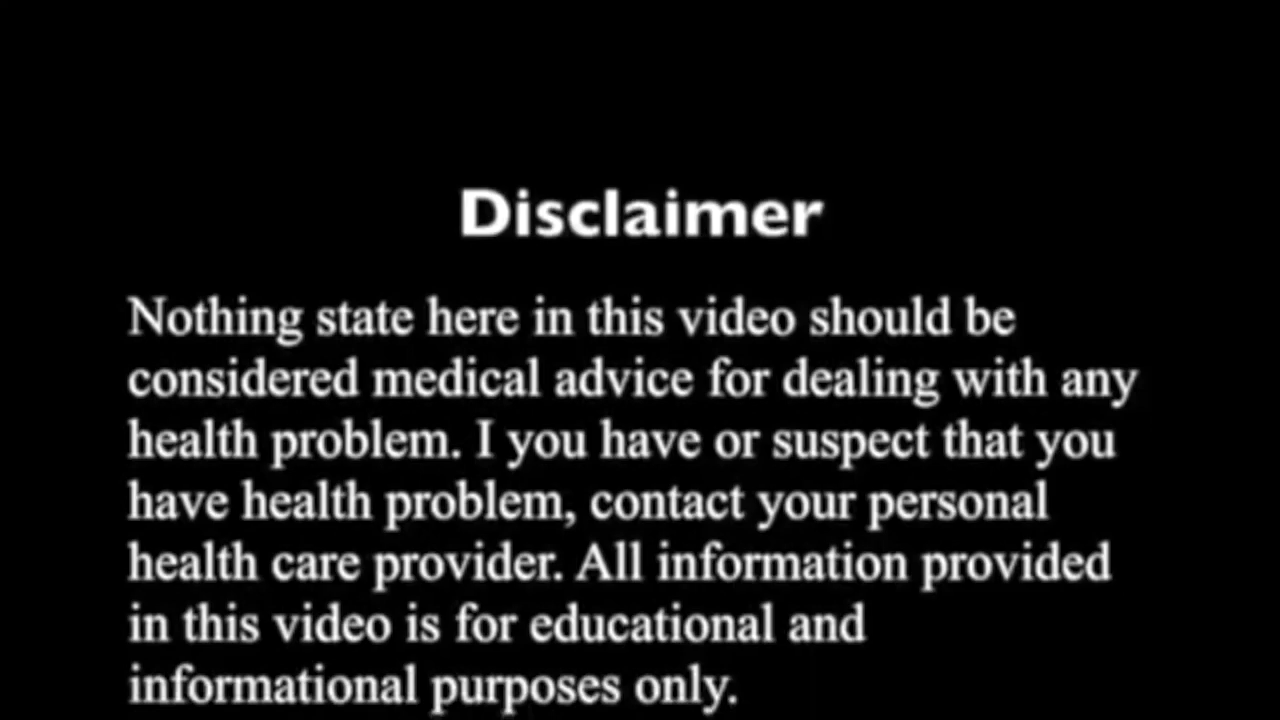 Disclaimer
Nothing state here in this video should be
considered medical advice for dealing with any
health problem. I you have or suspect that you
have health problem, contact your personal
health care provider. All information provided
in this video is for educational and
informational purposes only.